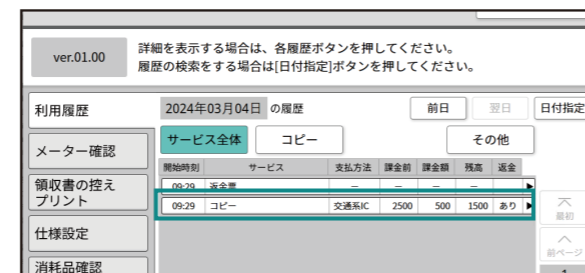 ver.01.00
詳細を表示する場合は、各履歴ボタンを押してください。
履歴の検索をする場合は[日付指定]ボタンを押してください。
利用履歴
2024年03月04日 の履歴
前日
翌日
日付指定
サービス全体
コピー
その他
メーター確認
開始時刻 サービス 支払方法 課金前 課金額 残高 返金
09:29 返金票 － － － －
09:29 コピー 交通系IC 2500 500 1500 あり
領収書の控え
プリント
最初
仕様設定
前ページ
消耗品確認
1